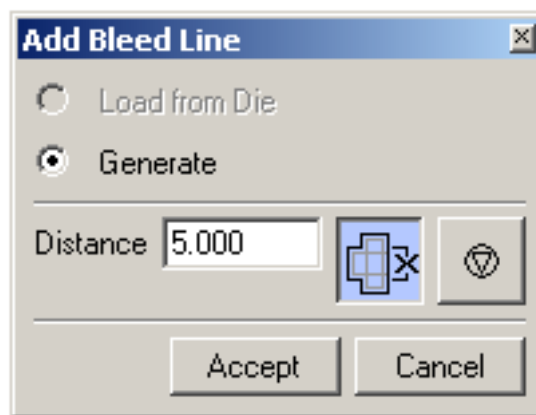 Add Bleed Line
Load from Die
Generate
Distance 5.000
Accept Cancel